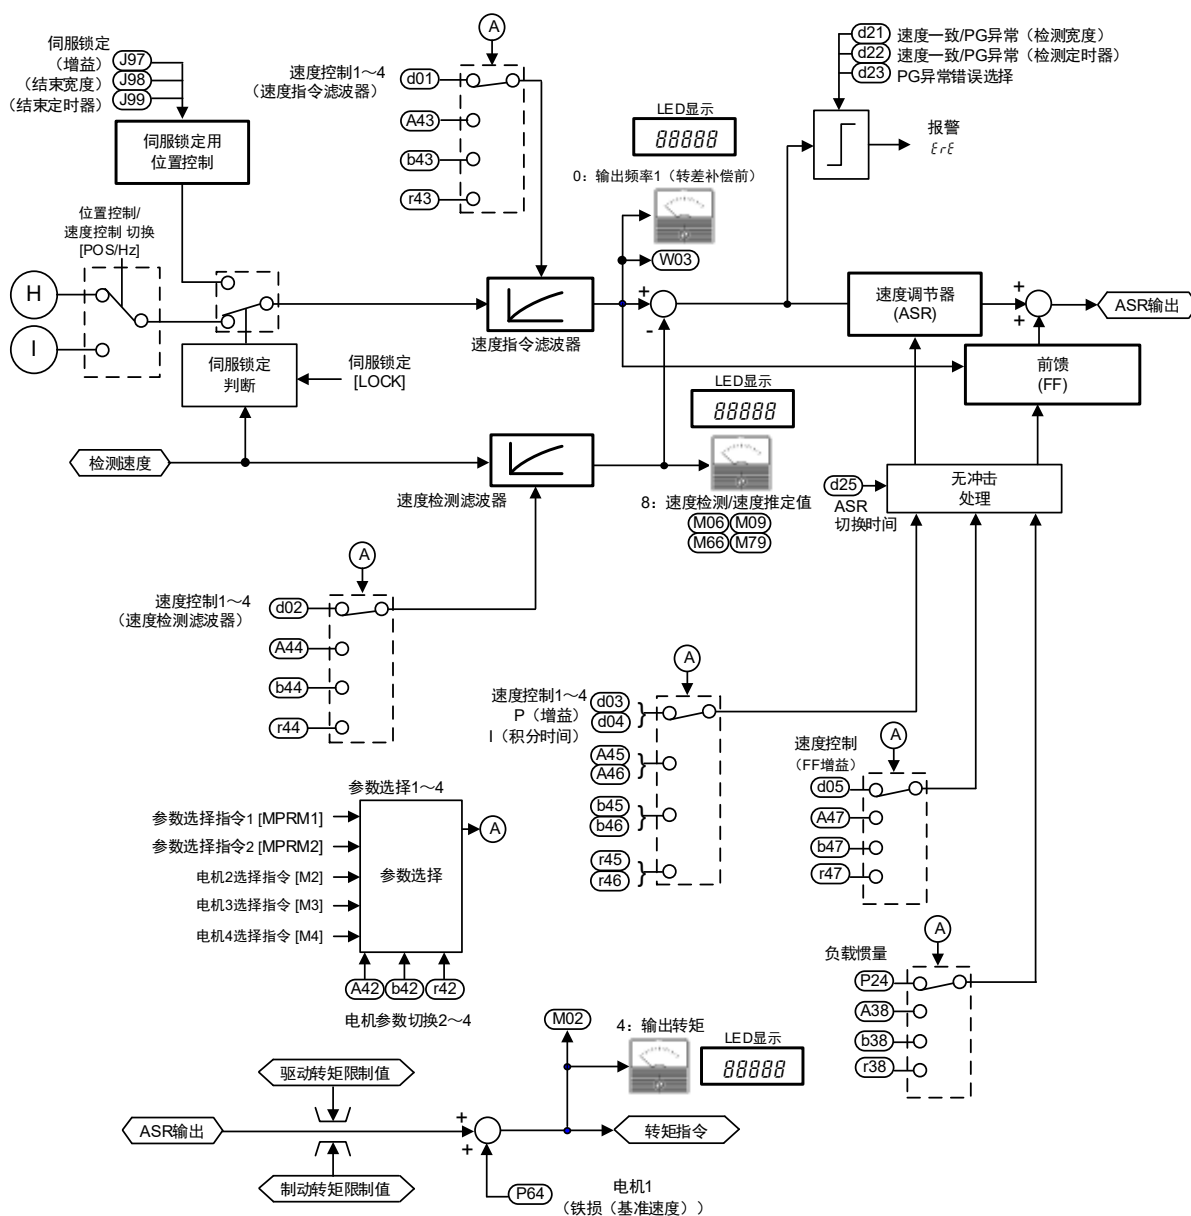 伺服锁定
（增益）
（结束宽度）
（结束定时器）
J97
J98
J99
伺服锁定用
位置控制
位置控制/
速度控制 切换
[POS/Hz]
H
I
伺服锁定
判断
伺服锁定
[LOCK]
检测速度
A
速度控制1～4
（速度指令滤波器）
d01
A43
b43
r43
速度指令滤波器
LED显示
88888
0：输出频率1（转差补偿前）
W03
+
-
d21 速度一致/PG异常（检测宽度）
d22 速度一致/PG异常（检测定时器）
d23 PG异常错误选择
报警
ErE
速度调节器
(ASR)
+
+
ASR输出
前馈
(FF)
LED显示
88888
8：速度检测/速度推定值
M06 M09
M66 M79
速度检测滤波器
d25
ASR
切换时间
无冲击
处理
A
速度控制1～4
（速度检测滤波器）
d02
A44
b44
r44
A
速度控制1～4
P（增益）
I（积分时间）
d03
d04
A45
A46
b45
b46
r45
r46
A
速度控制
（FF增益）
d05
A47
b47
r47
A
负载惯量
P24
A38
b38
r38
参数选择1～4
参数选择指令1 [MPRM1]
参数选择指令2 [MPRM2]
电机2选择指令 [M2]
电机3选择指令 [M3]
电机4选择指令 [M4]
参数选择
A
A42 b42 r42
电机参数切换2～4
M02
4：输出转矩
LED显示
88888
驱动转矩限制值
ASR输出
制动转矩限制值
+
+
转矩指令
P64
电机1
（铁损（基准速度））